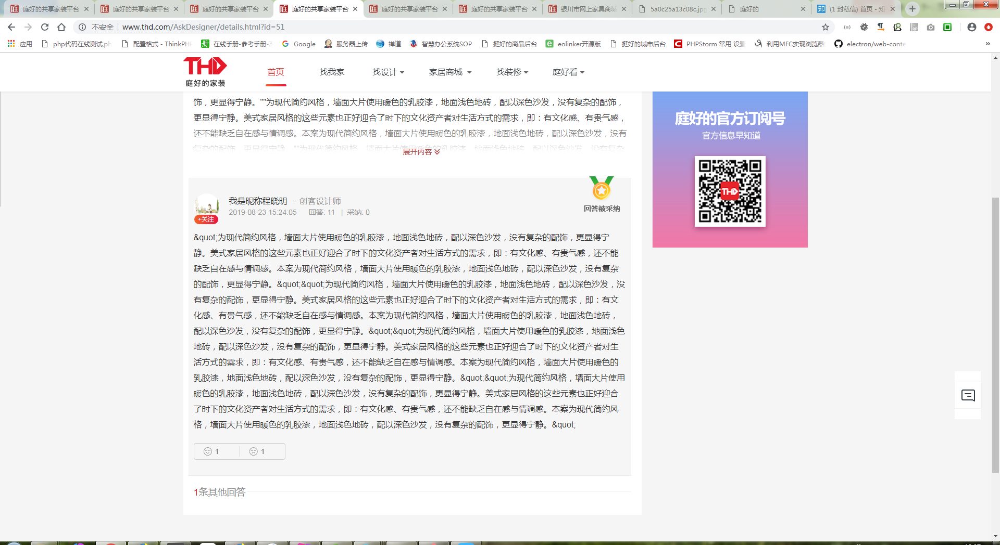 庭好的共享家装平台
庭好的共享家装平台
庭好的共享家装平台
庭好的共享家装平台
庭好的共享家装平台
庭好的共享家装平台
银川市网上家具商城
5a0c25a13c08c.jpg
庭好的
(1 封私信) 首页 - 知
不安全 www.thd.com/AskDesigner/details.html?id=51
应用 php代码在线测试,ph 配置格式 - ThinkPHP 在线手册-参考手册- Google 服务器上传 禅道 智慧办公系统SOP 挺好的商品后台 eolinker开源版 挺好的城市后台 PHPStorm 常用 设置 利用MFC实现浏览器 electron/web-conte »
THD
庭好的家装
首页 找我家 找设计 家居商城 找装修 庭好看
饰，更显得宁静。""为现代简约风格，墙面大片使用暖色的乳胶漆，地面浅色地砖，配以深色沙发，没有复杂的配饰，
更显得宁静。美式家居风格的这些元素也正好迎合了时下的文化资产者对生活方式的需求，即：有文化感、有贵气感，
还不能缺乏自在感与情调感。本案为现代简约风格，墙面大片使用暖色的乳胶漆，地面浅色地砖，配以深色沙发，没有
复杂的配饰，更显得宁静。""为现代简约风格，墙面大片使用暖色的乳胶漆，地面浅色地砖，配以深色沙发，没有复杂
展开内容
我是昵称程晓明 · 创客设计师
2019-08-23 15:24:05 回答: 11 | 采纳: 0
+关注
回答被采纳
&quot;为现代简约风格，墙面大片使用暖色的乳胶漆，地面浅色地砖，配以深色沙发，没有复杂的配饰，更显得宁
静。美式家居风格的这些元素也正好迎合了时下的文化资产者对生活方式的需求，即：有文化感、有贵气感，还不能
缺乏自在感与情调感。本案为现代简约风格，墙面大片使用暖色的乳胶漆，地面浅色地砖，配以深色沙发，没有复杂
的配饰，更显得宁静。&quot;&quot;为现代简约风格，墙面大片使用暖色的乳胶漆，地面浅色地砖，配以深色沙发，没
有复杂的配饰，更显得宁静。美式家居风格的这些元素也正好迎合了时下的文化资产者对生活方式的需求，即：有文
化感、有贵气感，还不能缺乏自在感与情调感。本案为现代简约风格，墙面大片使用暖色的乳胶漆，地面浅色地砖，
配以深色沙发，没有复杂的配饰，更显得宁静。&quot;&quot;为现代简约风格，墙面大片使用暖色的乳胶漆，地面浅色
地砖，配以深色沙发，没有复杂的配饰，更显得宁静。美式家居风格的这些元素也正好迎合了时下的文化资产者对生
活方式的需求，即：有文化感、有贵气感，还不能缺乏自在感与情调感。本案为现代简约风格，墙面大片使用暖色的
乳胶漆，地面浅色地砖，配以深色沙发，没有复杂的配饰，更显得宁静。&quot;&quot;为现代简约风格，墙面大片使用
暖色的乳胶漆，地面浅色地砖，配以深色沙发，没有复杂的配饰，更显得宁静。美式家居风格的这些元素也正好迎合
了时下的文化资产者对生活方式的需求，即：有文化感、有贵气感，还不能缺乏自在感与情调感。本案为现代简约风
格，墙面大片使用暖色的乳胶漆，地面浅色地砖，配以深色沙发，没有复杂的配饰，更显得宁静。&quot;
1 1
1条其他回答
庭好的官方订阅号
官方信息早知道
THD